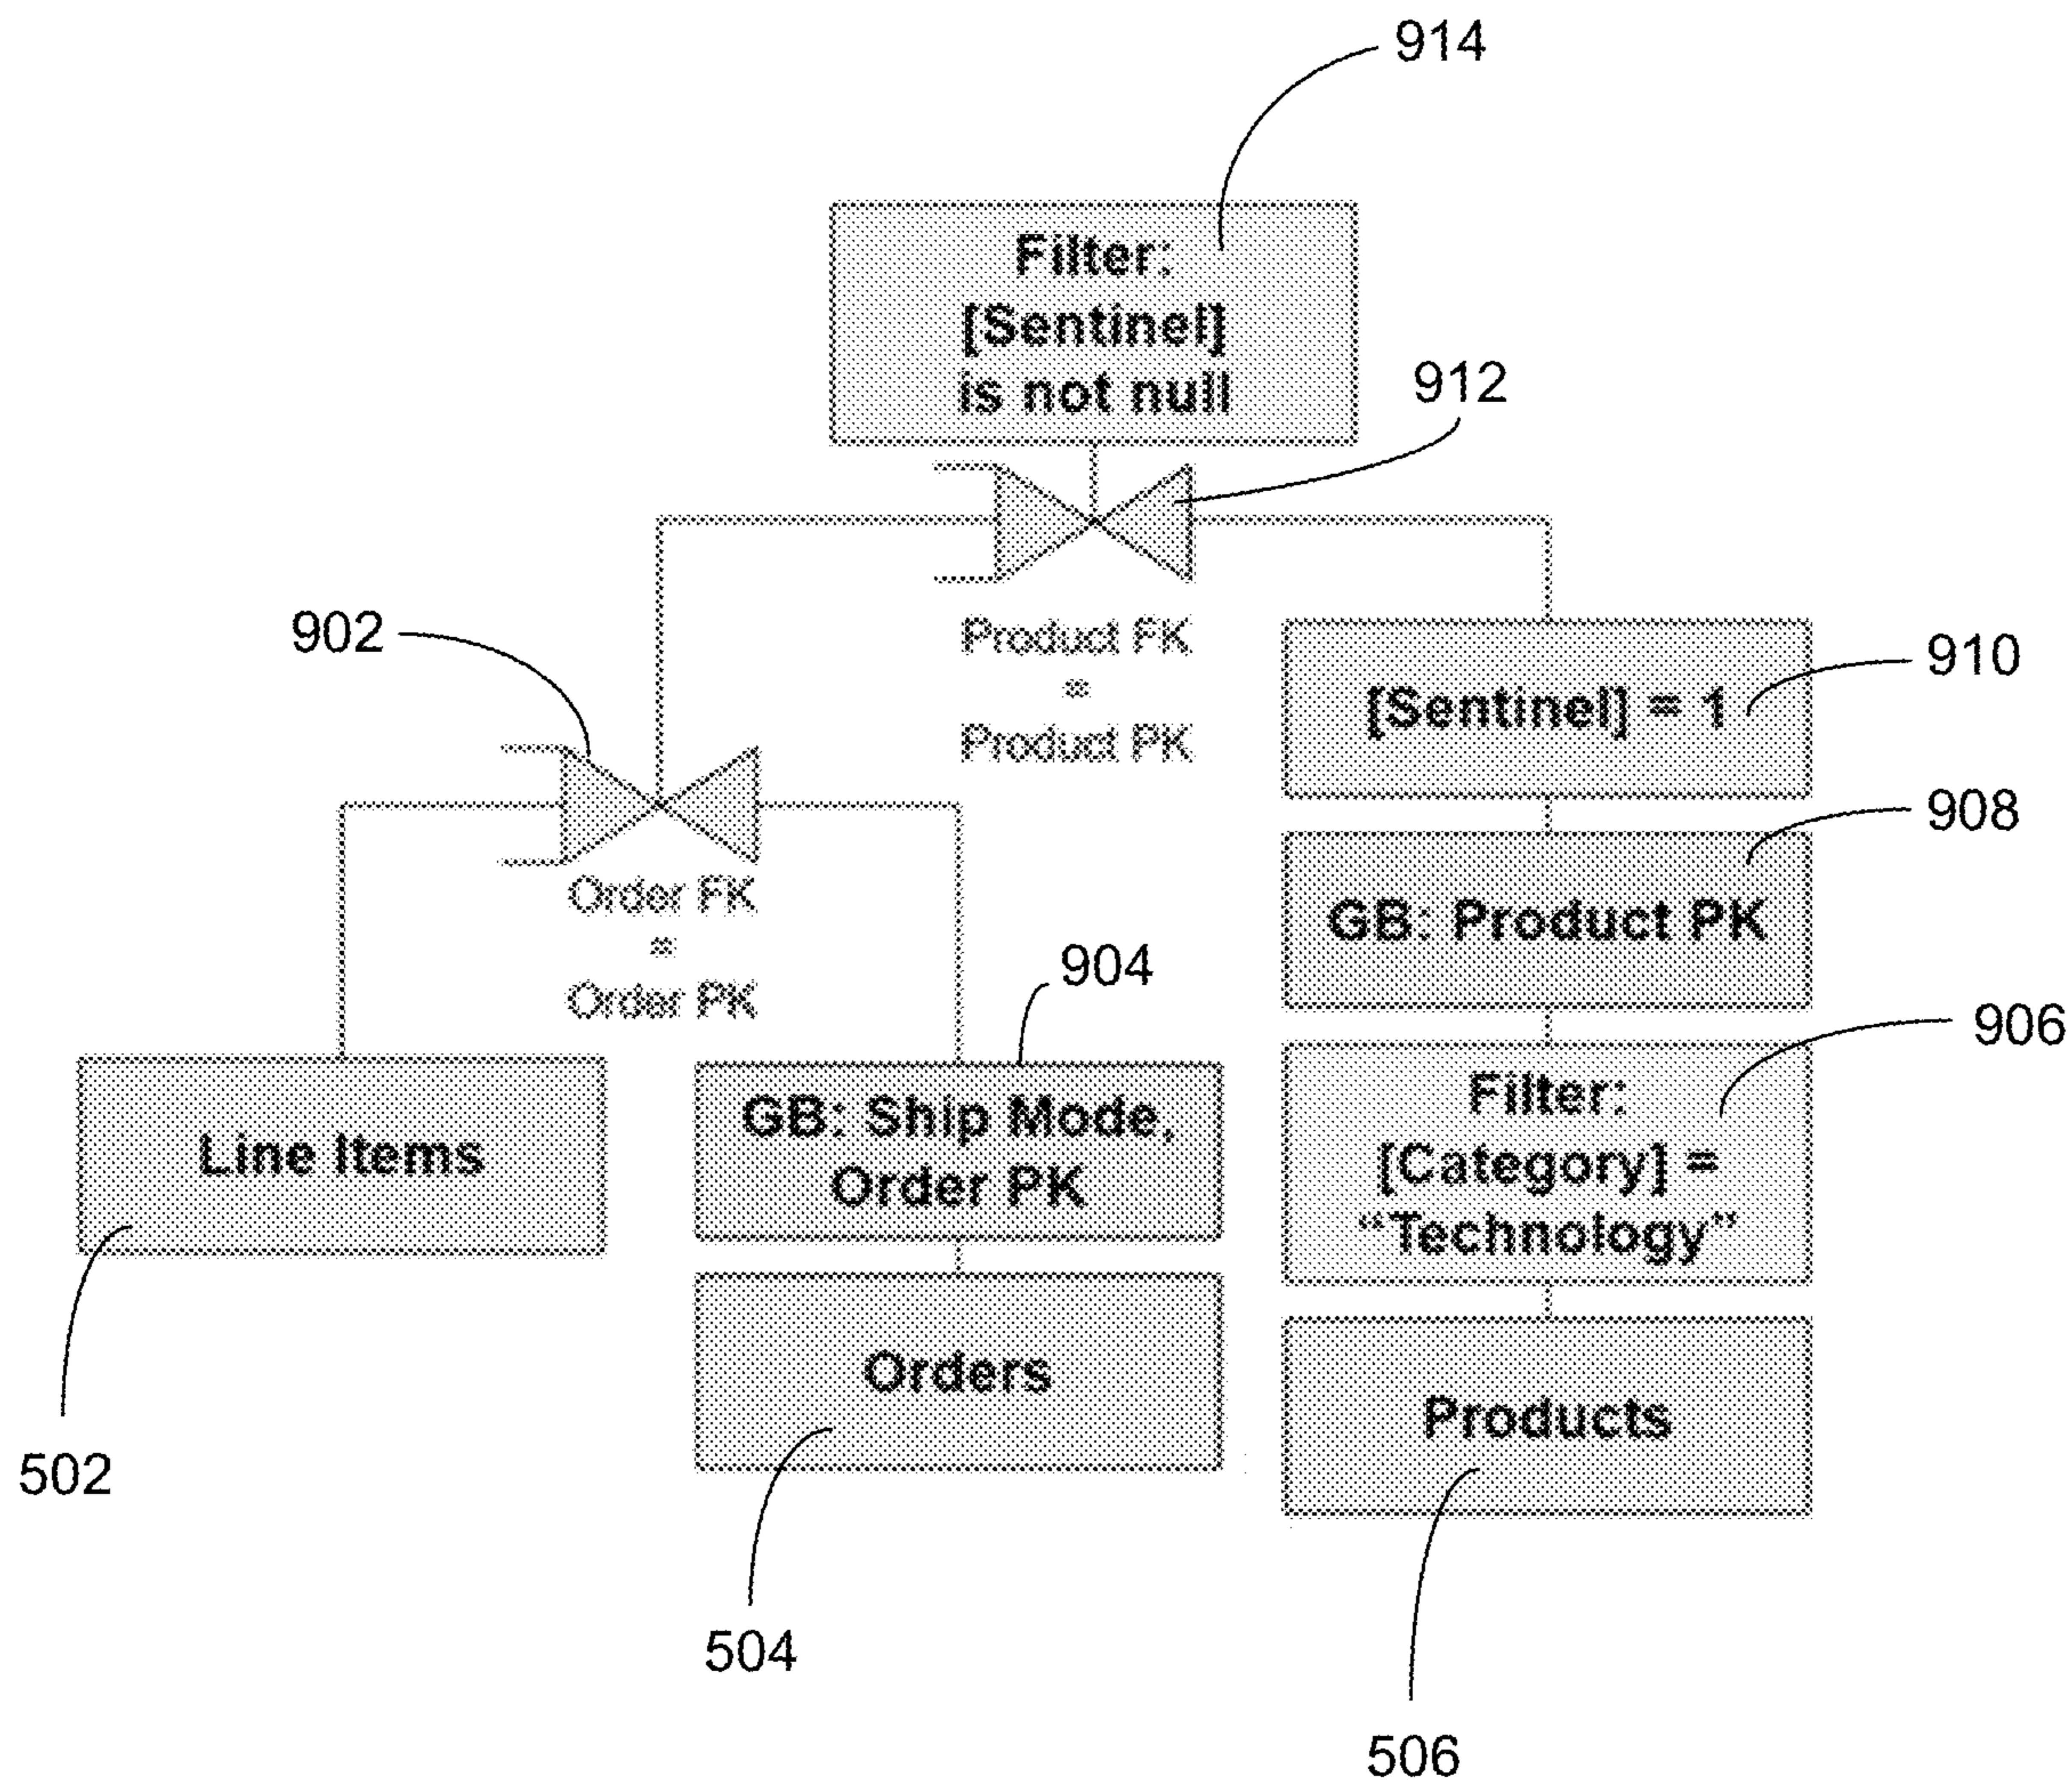 914
Filter:
[Sentinel]
is not null
912
902
Product FK
=
Product PK
910
[Sentinel] = 1
908
GB: Product PK
Order FK
=
Order PK
904
906
GB: Ship Mode,
Order PK
Filter:
[Category] =
“Technology”
Line Items
Orders
Products
502
504
506